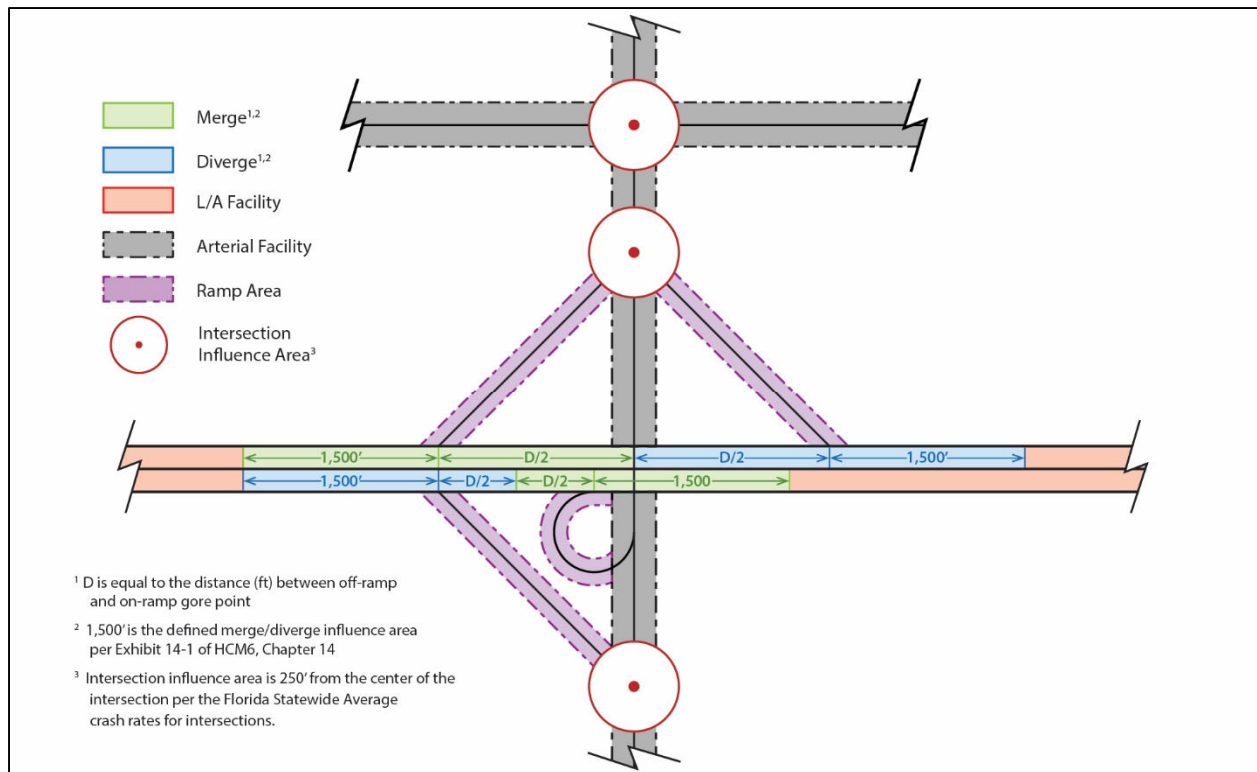 Merge¹,²
Diverge¹,²
L/A Facility
Arterial Facility
Ramp Area
Intersection
Influence Area³
1,500' D/2 D/2 1,500'
1,500' D/2 D/2 1,500
¹ D is equal to the distance (ft) between off-ramp
and on-ramp gore point
² 1,500' is the defined merge/diverge influence area
per Exhibit 14-1 of HCM6, Chapter 14
³ Intersection influence area is 250' from the center of the
intersection per the Florida Statewide Average
crash rates for intersections.